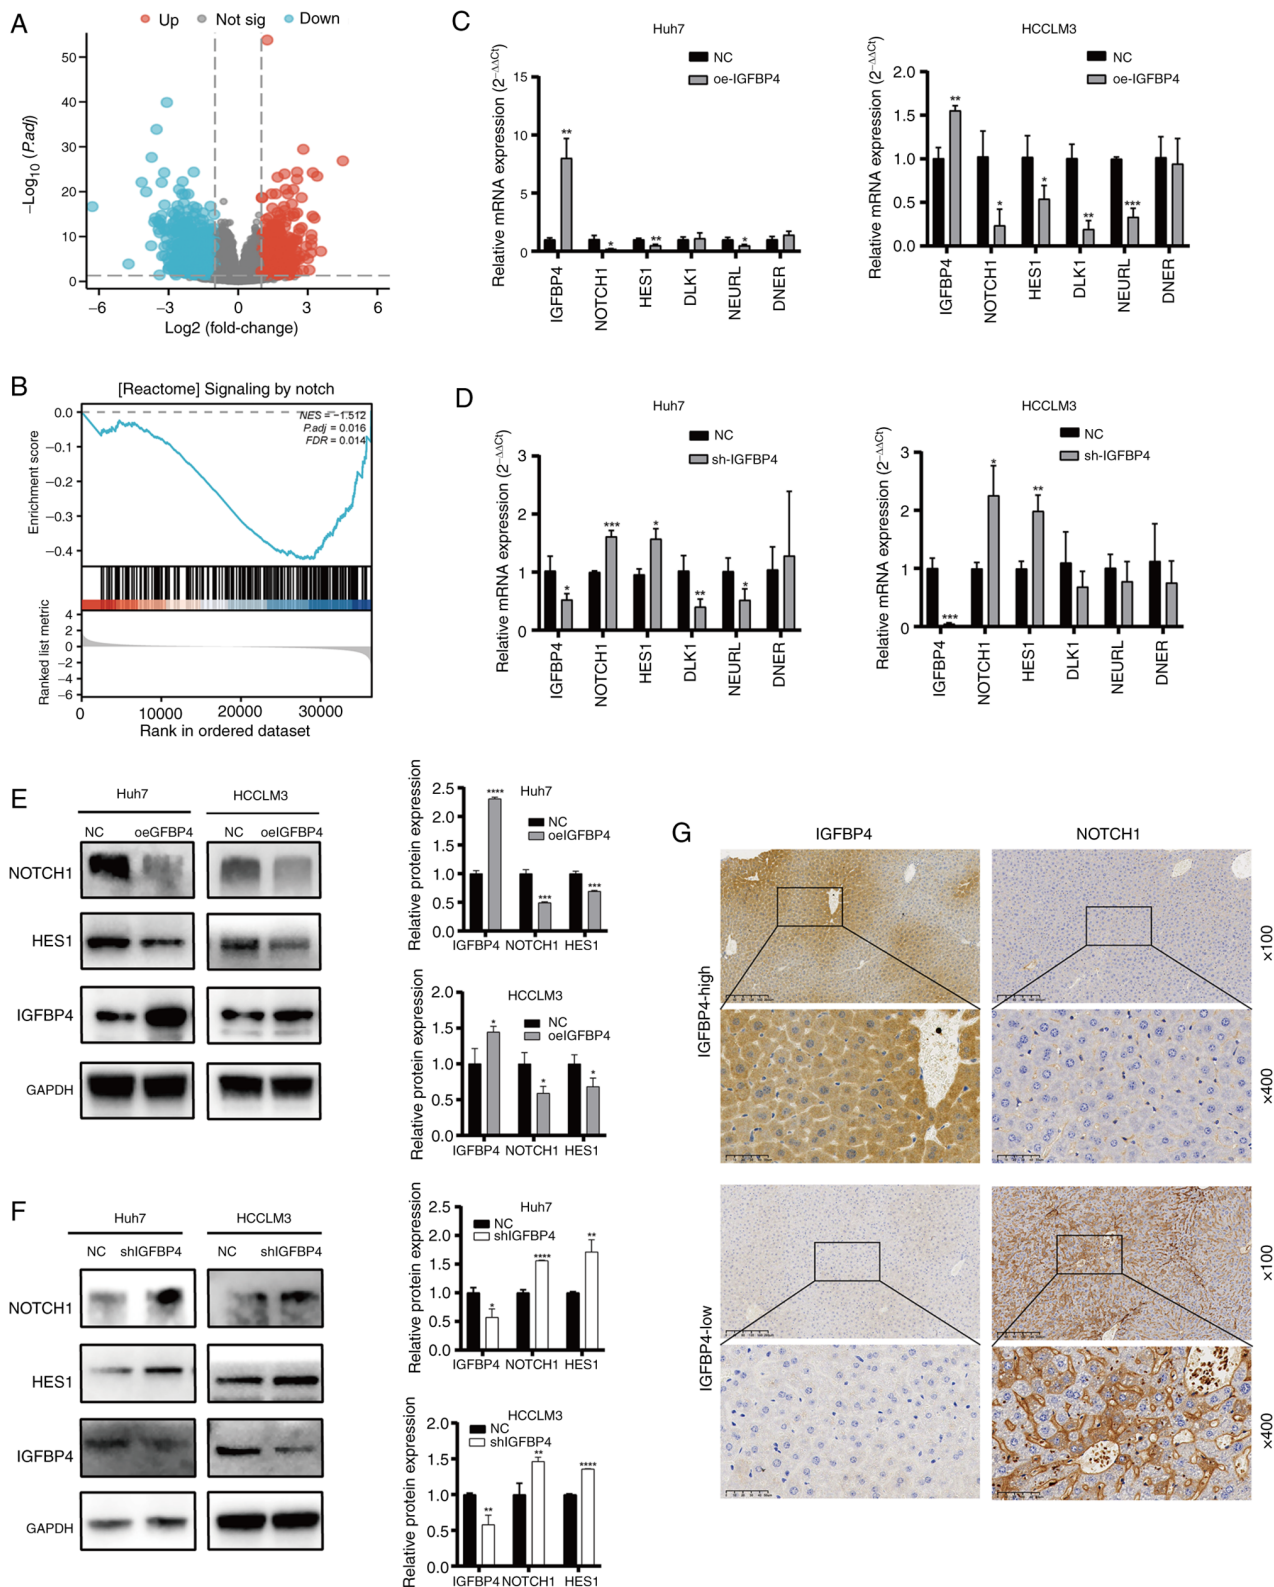 A
Up Not sig Down
−Log10 (P.adj)
50
40
30
20
10
0
−6 −3 0 3 6
Log2 (fold-change)
B
[Reactome] Signaling by notch
NES = −1.512
P.adj = 0.016
FDR = 0.014
Enrichment score
0.0
−0.1
−0.2
−0.3
−0.4
Ranked list metric
4
2
0
−2
−4
−6
0 10000 20000 30000
Rank in ordered dataset
C
Huh7
NC
oe-IGFBP4
Relative mRNA expression (2−ΔΔCt)
15
10
5
0
** * ** *
IGFBP4 NOTCH1 HES1 DLK1 NEURL DNER
HCCLM3
NC
oe-IGFBP4
Relative mRNA expression (2−ΔΔCt)
2.0
1.5
1.0
0.5
0.0
** * * ** ***
IGFBP4 NOTCH1 HES1 DLK1 NEURL DNER
D
Huh7
NC
sh-IGFBP4
Relative mRNA expression (2−ΔΔCt)
3
2
1
0
* *** * ** *
IGFBP4 NOTCH1 HES1 DLK1 NEURL DNER
HCCLM3
NC
sh-IGFBP4
Relative mRNA expression (2−ΔΔCt)
3
2
1
0
*** * **
IGFBP4 NOTCH1 HES1 DLK1 NEURL DNER
E
Huh7 HCCLM3
NC oeGFBP4 NC oeIGFBP4
NOTCH1
HES1
IGFBP4
GAPDH
Huh7
NC
oeIGFBP4
Relative protein expression
2.5
2.0
1.5
1.0
0.5
0.0
**** *** ***
IGFBP4 NOTCH1 HES1
HCCLM3
NC
oeIGFBP4
Relative protein expression
2.0
1.5
1.0
0.5
0.0
* * *
IGFBP4 NOTCH1 HES1
F
Huh7 HCCLM3
NC shIGFBP4 NC shIGFBP4
NOTCH1
HES1
IGFBP4
GAPDH
Huh7
NC
shIGFBP4
Relative protein expression
2.5
2.0
1.5
1.0
0.5
0.0
* **** **
IGFBP4 NOTCH1 HES1
HCCLM3
NC
shIGFBP4
Relative protein expression
2.0
1.5
1.0
0.5
0.0
** ** ****
IGFBP4 NOTCH1 HES1
G
IGFBP4 NOTCH1
IGFBP4-high
×100
×400
IGFBP4-low
×100
×400